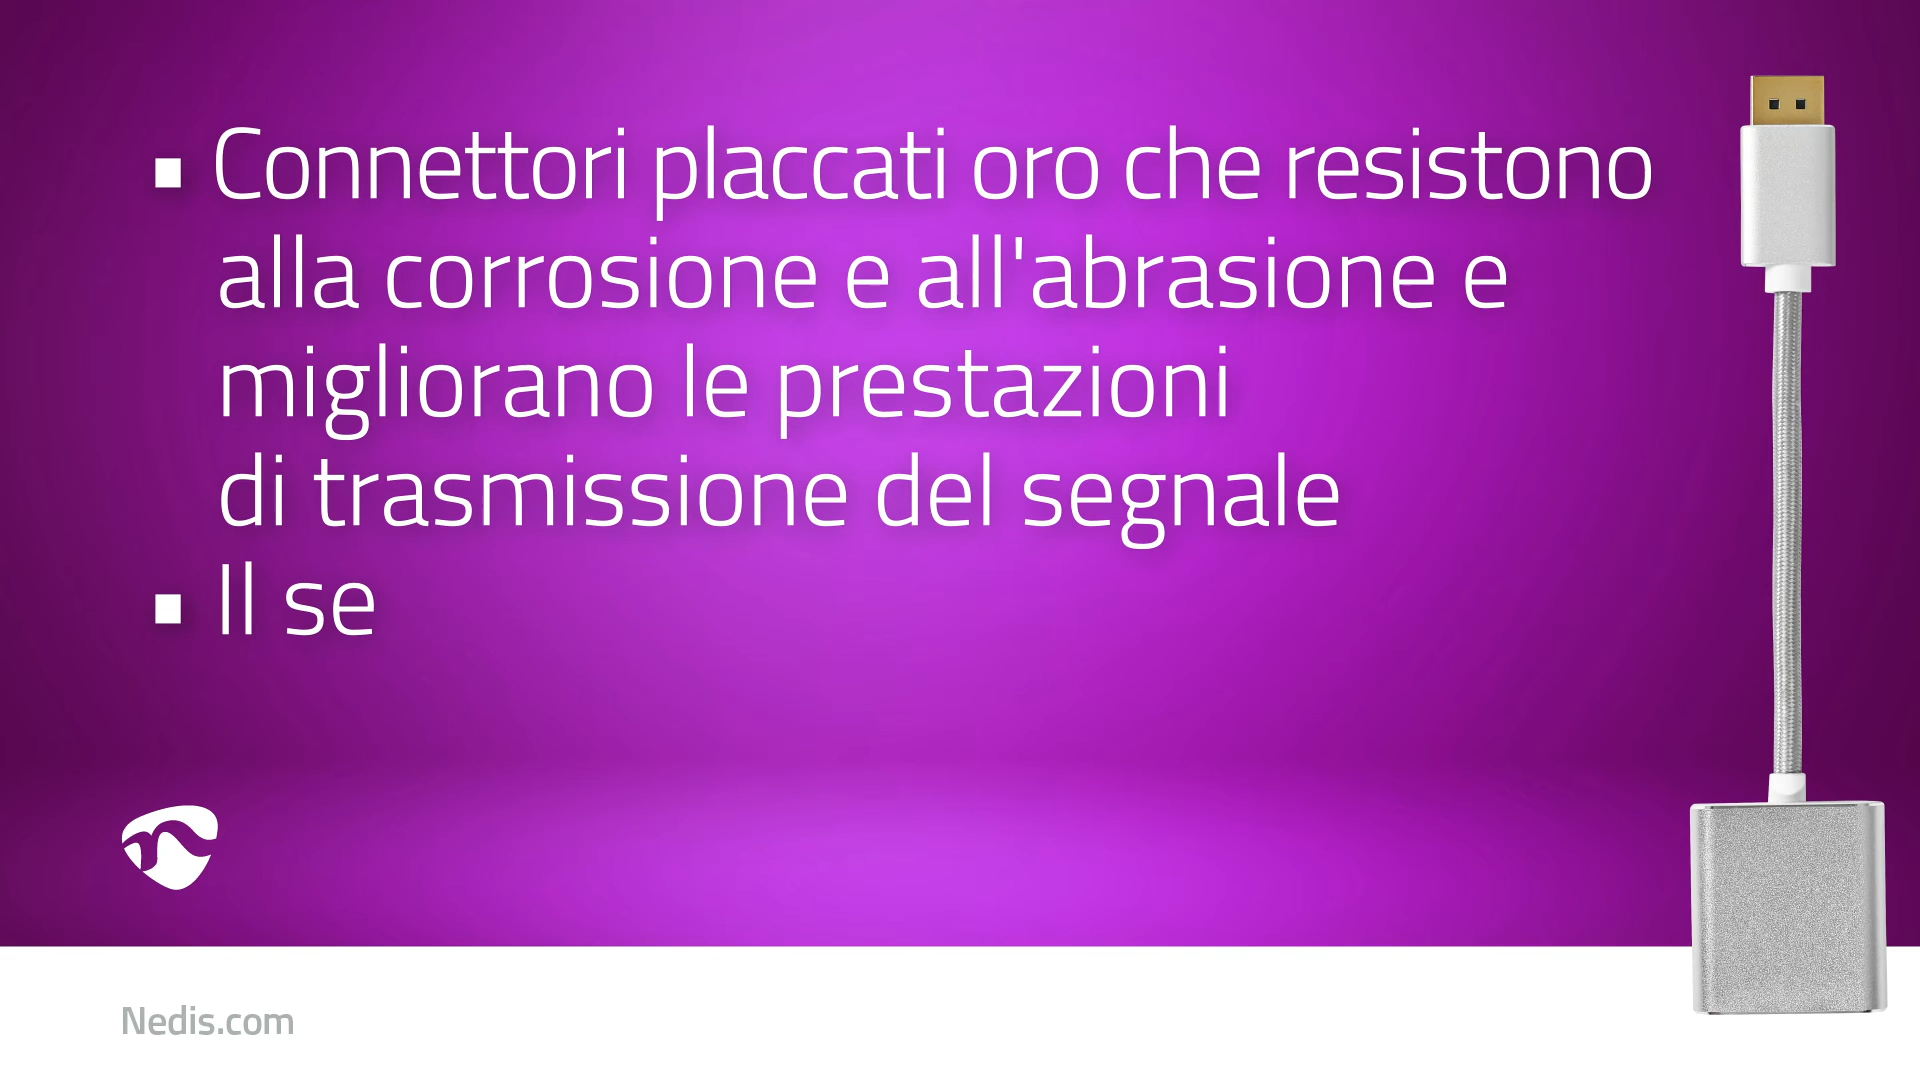 ▪ Connettori placcati oro che resistono
alla corrosione e all'abrasione e
migliorano le prestazioni
di trasmissione del segnale
▪ Il se
Nedis.com